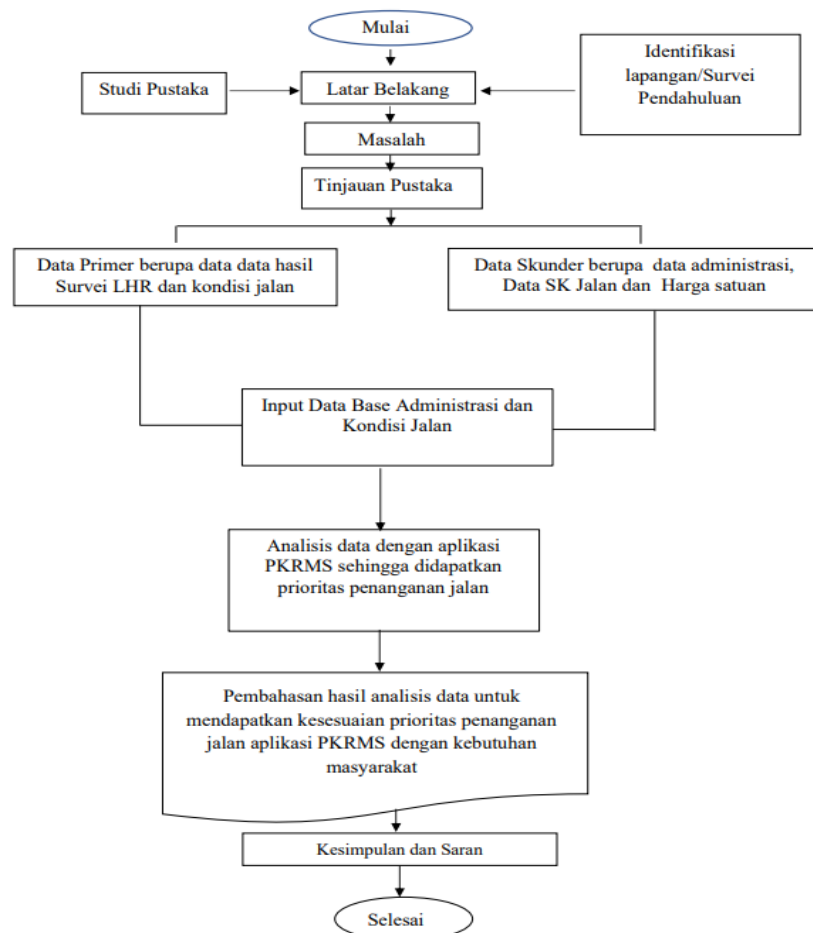 Mulai
Studi Pustaka
Latar Belakang
Identifikasi
lapangan/Survei
Pendahuluan
Masalah
Tinjauan Pustaka
Data Primer berupa data data hasil
Survei LHR dan kondisi jalan
Data Skunder berupa data administrasi,
Data SK Jalan dan Harga satuan
Input Data Base Administrasi dan
Kondisi Jalan
Analisis data dengan aplikasi
PKRMS sehingga didapatkan
prioritas penanganan jalan
Pembahasan hasil analisis data untuk
mendapatkan kesesuaian prioritas penanganan
jalan aplikasi PKRMS dengan kebutuhan
masyarakat
Kesimpulan dan Saran
Selesai